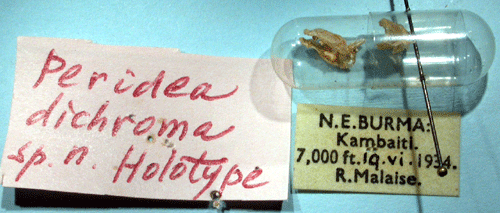 Peridea
dichroma
sp. n. Holotype
N.E. BURMA:
Kambaiti.
7,000 ft. 19.vi.1934.
R. Malaise.